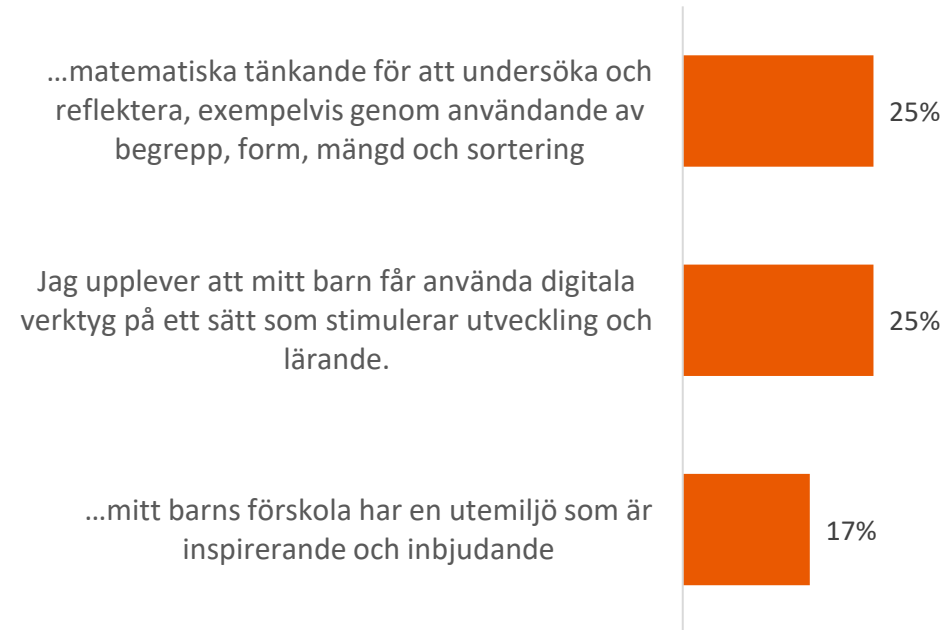 ...matematiska tänkande för att undersöka och
reflektera, exempelvis genom användande av
begrepp, form, mängd och sortering
25%
Jag upplever att mitt barn får använda digitala
verktyg på ett sätt som stimulerar utveckling och
lärande.
25%
...mitt barns förskola har en utemiljö som är
inspirerande och inbjudande
17%